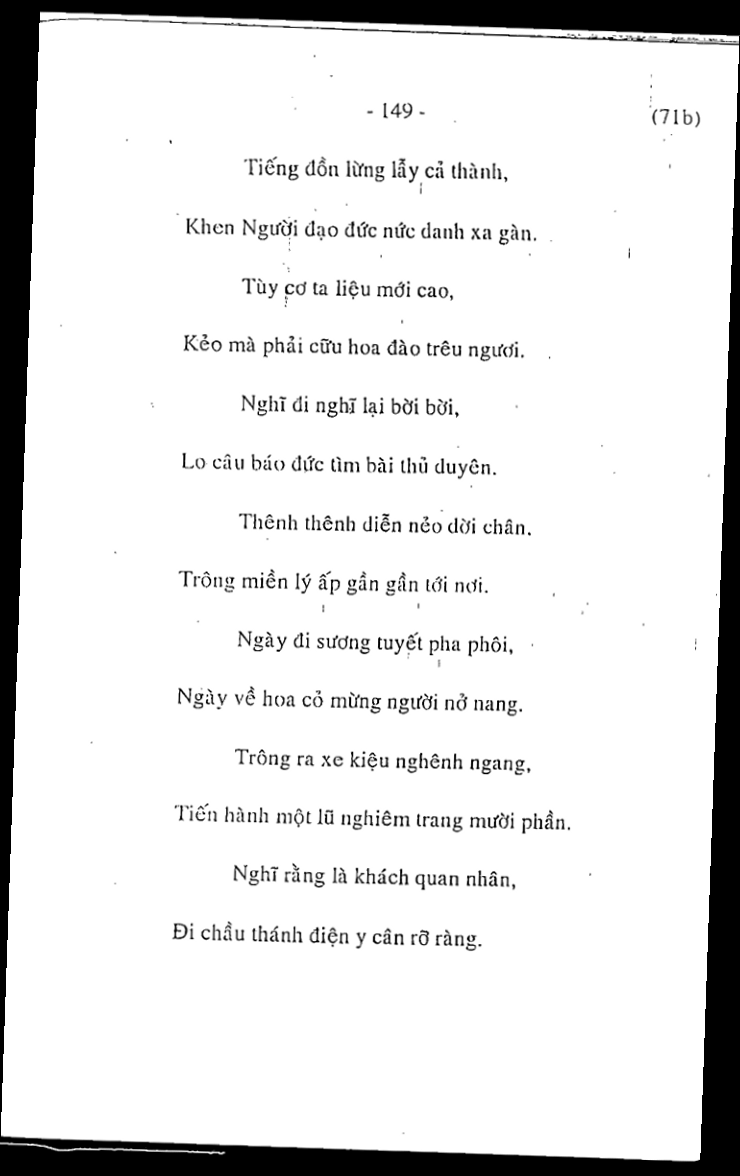 - 149 -
(71b)
Tiếng đồn lừng lẫy cả thành,
Khen Người đạo đức nức danh xa gàn.
Tùy cơ ta liệu mới cao,
Kẻo mà phải cữu hoa đào trêu ngươi.
Nghĩ đi nghĩ lại bời bời,
Lo câu báo đức tìm bài thủ duyên.
Thênh thênh diễn nẻo dời chân.
Trông miền lý ấp gần gần tới nơi.
Ngày đi sương tuyết pha phôi,
Ngày về hoa cỏ mừng người nở nang.
Trông ra xe kiệu nghênh ngang,
Tiến hành một lũ nghiêm trang mười phần.
Nghĩ rằng là khách quan nhân,
Đi chầu thánh điện y cân rỡ ràng.